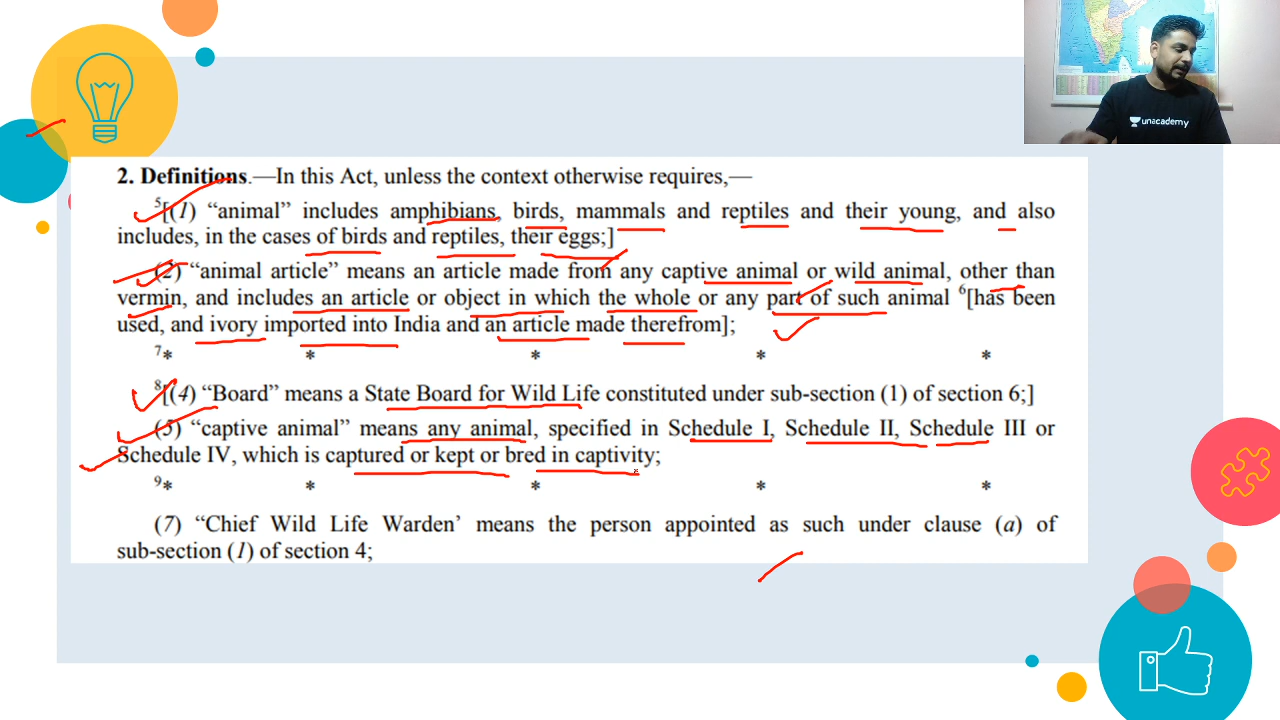 unacademy
2. Definitions.—In this Act, unless the context otherwise requires,—
5[(1) “animal” includes amphibians, birds, mammals and reptiles and their young, and also
includes, in the cases of birds and reptiles, their eggs;]
(2) “animal article” means an article made from any captive animal or wild animal, other than
vermin, and includes an article or object in which the whole or any part of such animal 6[has been
used, and ivory imported into India and an article made therefrom];
7* * * * *
8[(4) “Board” means a State Board for Wild Life constituted under sub-section (1) of section 6;]
(5) “captive animal” means any animal, specified in Schedule I, Schedule II, Schedule III or
Schedule IV, which is captured or kept or bred in captivity;
9* * * * *
(7) “Chief Wild Life Warden’ means the person appointed as such under clause (a) of
sub-section (1) of section 4;